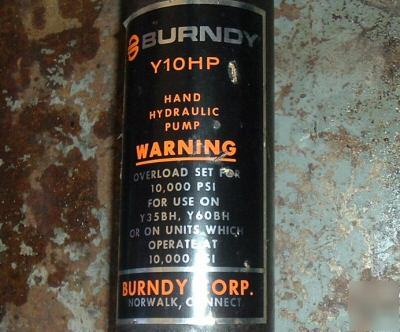 BURNDY
Y10HP
HAND
HYDRAULIC
PUMP
WARNING
OVERLOAD SET FOR
10,000 PSI
FOR USE ON
Y35BH, Y60BH
OR ON UNITS WHICH
OPERATE AT
10,000 PSI
BURNDY CORP.
NORWALK, CONNECT.